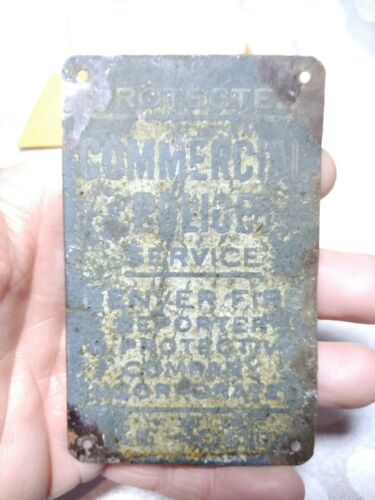 PROTECTED
COMMERCIAL
POLICE
SERVICE
DENVER FIRE
REPORTER
& PROTECTIVE
COMPANY
INCORPORATED